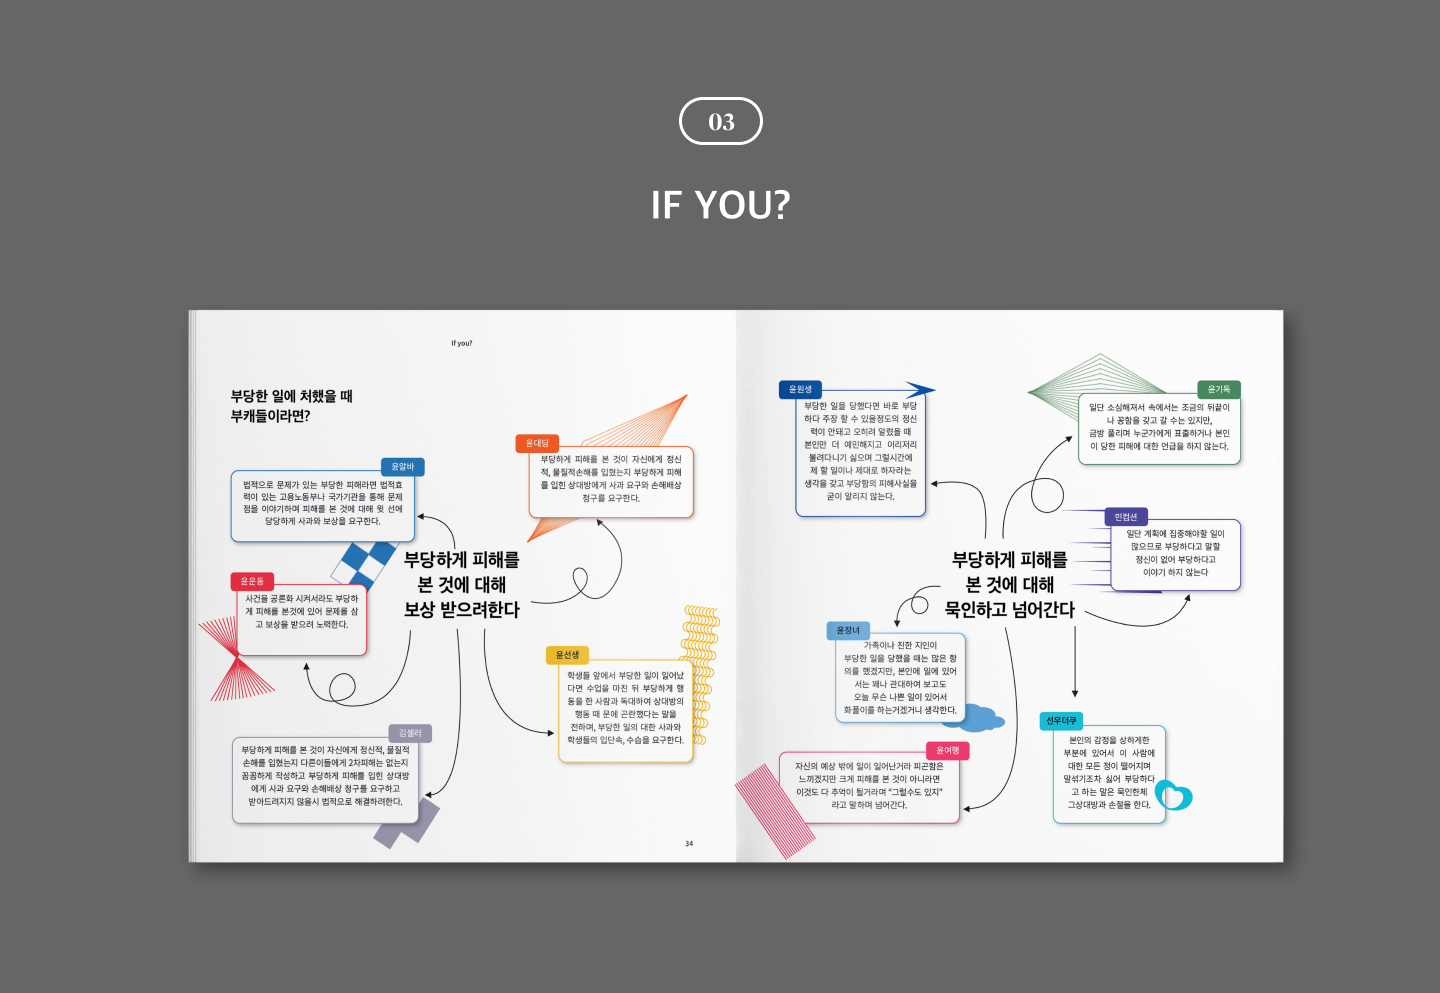 03
IF YOU?
If you?
부당한 일에 처했을 때
부캐들이라면?
윤알바
법적으로 문제가 있는 부당한 피해라면 법적효
력이 있는 고용노동부나 국가기관을 통해 문제
점을 이야기하며 피해를 본 것에 대해 윗 선에
당당하게 사과와 보상을 요구한다.
윤대딩
부당하게 피해를 본 것이 자신에게 정신
적, 물질적손해를 입혔는지 부당하게 피해
를 입힌 상대방에게 사과 요구와 손해배상
청구를 요구한다.
윤운동
사건을 공론화 시켜서라도 부당하
게 피해를 본것에 있어 문제를 삼
고 보상을 받으려 노력한다.
부당하게 피해를
본 것에 대해
보상 받으려한다
윤선생
학생들 앞에서 부당한 일이 일어났
다면 수업을 마친 뒤 부당하게 행
동을 한 사람과 독대하여 상대방의
행동 때 문에 곤란했다는 말을
전하며, 부당한 일의 대한 사과와
학생들의 입단속, 수습을 요구한다.
김셀러
부당하게 피해를 본 것이 자신에게 정신적, 물질적
손해를 입혔는지 다른이들에게 2차피해는 없는지
꼼꼼하게 작성하고 부당하게 피해를 입힌 상대방
에게 사과 요구와 손해배상 청구를 요구하고
받아드려지지 않을시 법적으로 해결하려한다.
34
윤원생
부당한 일을 당했다면 바로 부당
하다 주장 할 수 있을정도의 정신
력이 안돼고 오히려 알렸을 때
본인만 더 예민해지고 이리저리
불려다니기 싫으며 그럴시간에
제 할 일이나 제대로 하자라는
생각을 갖고 부당함의 피해사실을
굳이 알리지 않는다.
윤기독
일단 소심해져서 속에서는 조금의 뒤끝이
나 꽁함을 갖고 갈 수는 있지만,
금방 풀리며 누군가에게 표출하거나 본인
이 당한 피해에 대한 언급을 하지 않는다.
민컴션
일단 계획에 집중해야할 일이
많으므로 부당하다고 말할
정신이 없어 부당하다고
이야기 하지 않는다
부당하게 피해를
본 것에 대해
묵인하고 넘어간다
윤장녀
가족이나 친한 지인이
부당한 일을 당했을 때는 많은 항
의를 했겠지만, 본인에 일에 있어
서는 꽤나 관대하여 보고도
오늘 무슨 나쁜 일이 있어서
화풀이를 하는거겠거니 생각한다.
윤여행
자신의 예상 밖에 일이 일어난거라 피곤함은
느끼겠지만 크게 피해를 본 것이 아니라면
이것도 다 추억이 될거라며 "그럴수도 있지"
라고 말하며 넘어간다.
선우더쿠
본인의 감정을 상하게한
부분에 있어서 이 사람에
대한 모든 정이 떨어지며
말섞기조차 싫어 부당하다
고 하는 말은 묵인한체
그상대방과 손절을 한다.